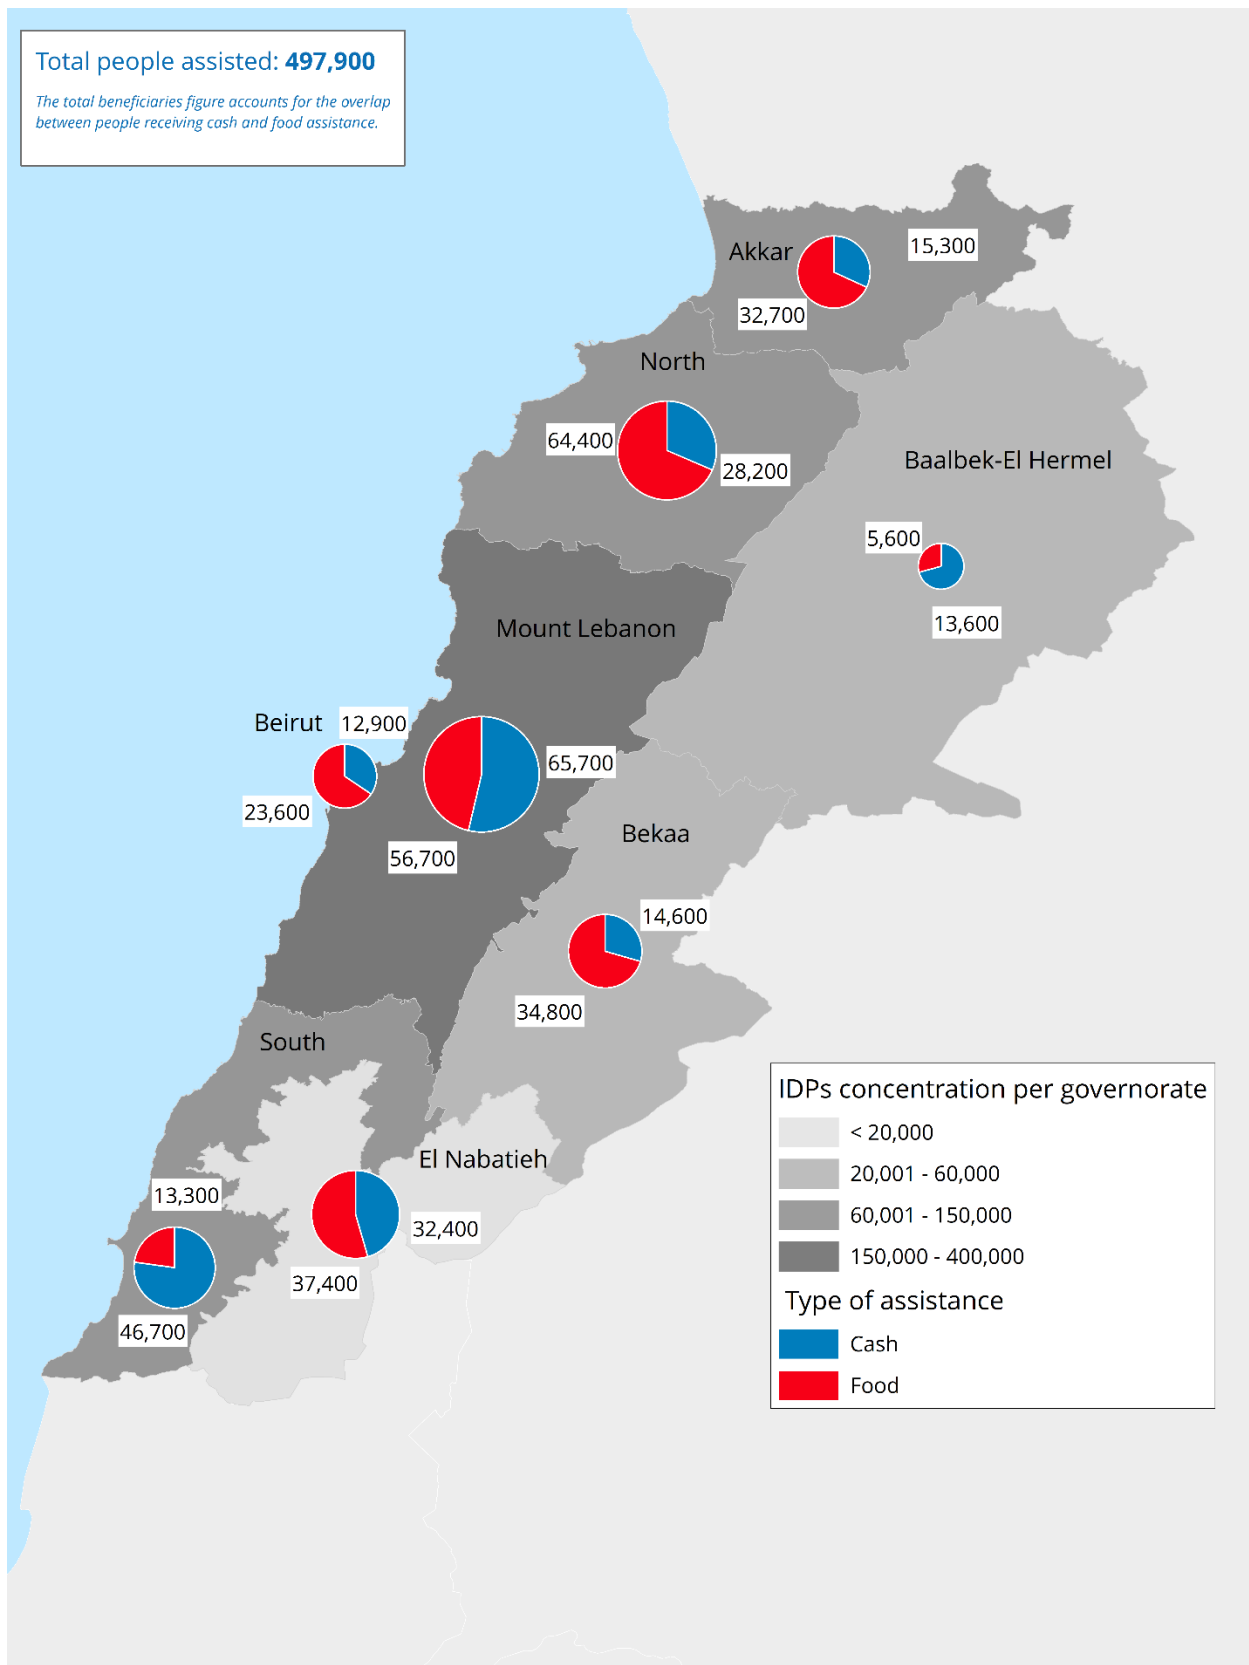 Total people assisted: 497,900
The total beneficiaries figure accounts for the overlap
between people receiving cash and food assistance.
Akkar
15,300
32,700
North
64,400
28,200
Baalbek-El Hermel
5,600
13,600
Mount Lebanon
65,700
56,700
Beirut
12,900
23,600
Bekaa
14,600
34,800
South
13,300
46,700
El Nabatieh
32,400
37,400
IDPs concentration per governorate
< 20,000
20,001 - 60,000
60,001 - 150,000
150,000 - 400,000
Type of assistance
Cash
Food